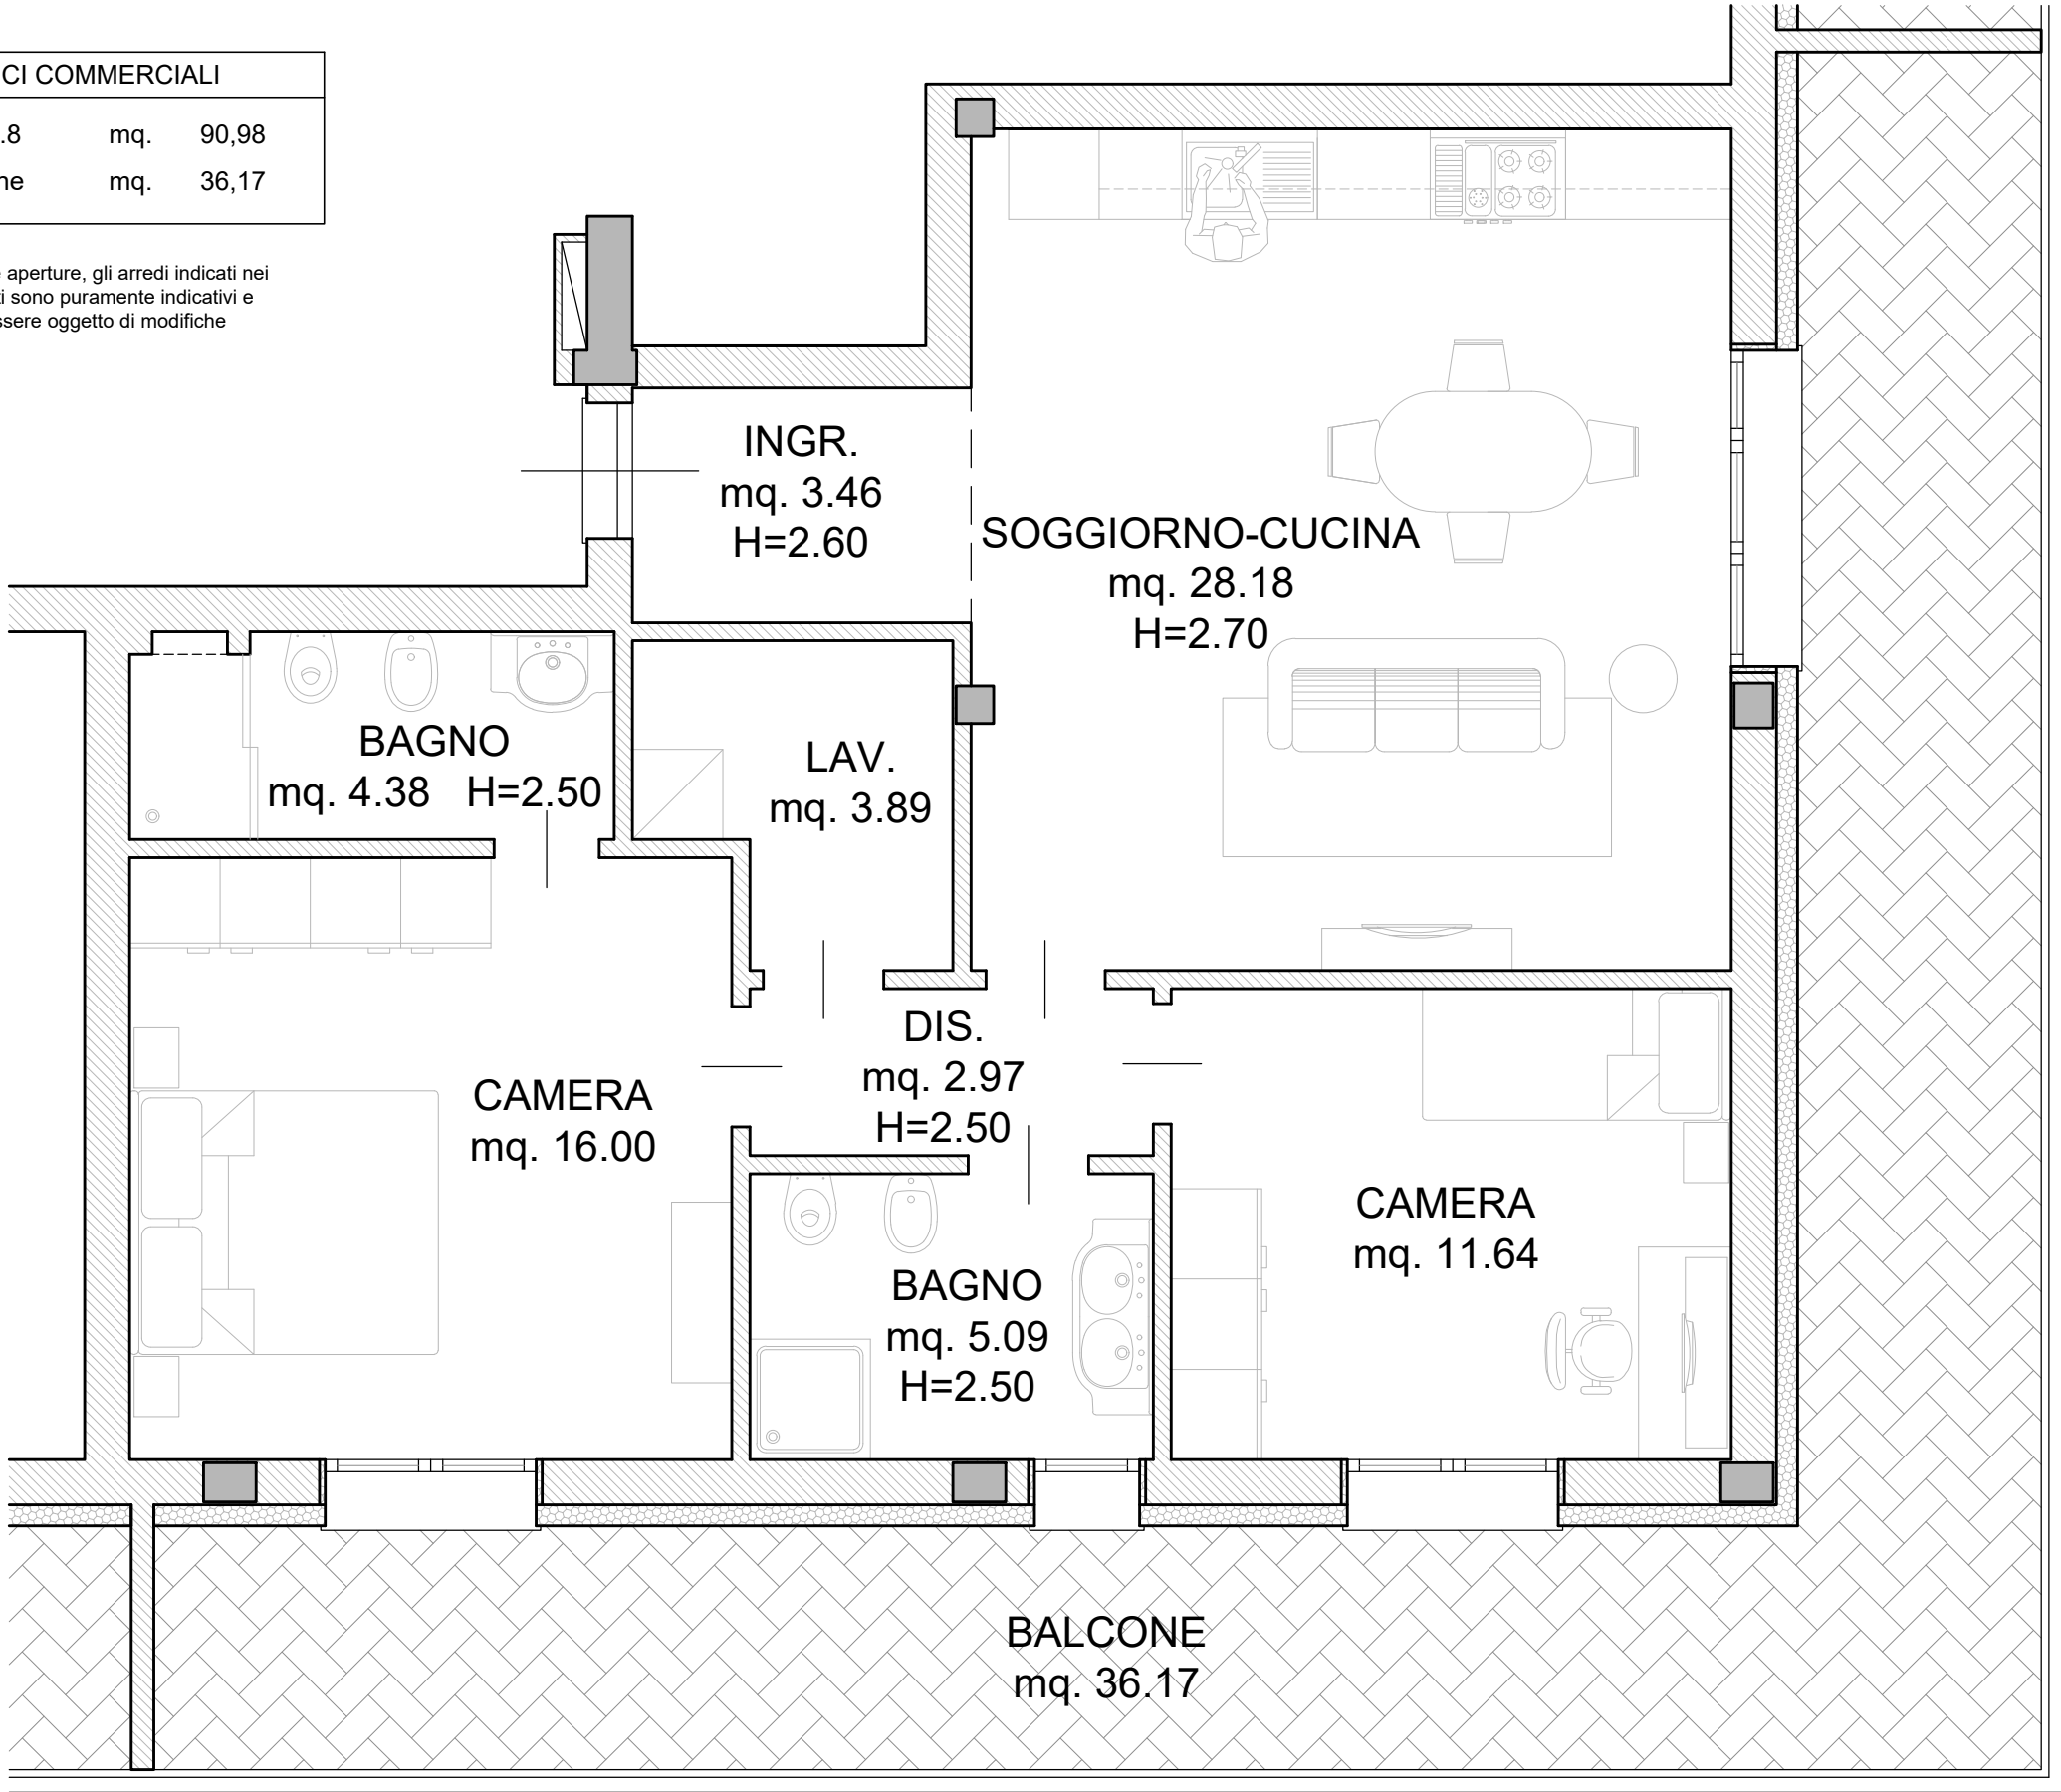 CI COMMERCIALI
.8 mq. 90,98
ne mq. 36,17
e aperture, gli arredi indicati nei
ti sono puramente indicativi e
ssere oggetto di modifiche
INGR.
mq. 3.46
H=2.60
SOGGIORNO-CUCINA
mq. 28.18
H=2.70
BAGNO
mq. 4.38 H=2.50
LAV.
mq. 3.89
DIS.
mq. 2.97
H=2.50
CAMERA
mq. 16.00
CAMERA
mq. 11.64
BAGNO
mq. 5.09
H=2.50
BALCONE
mq. 36.17